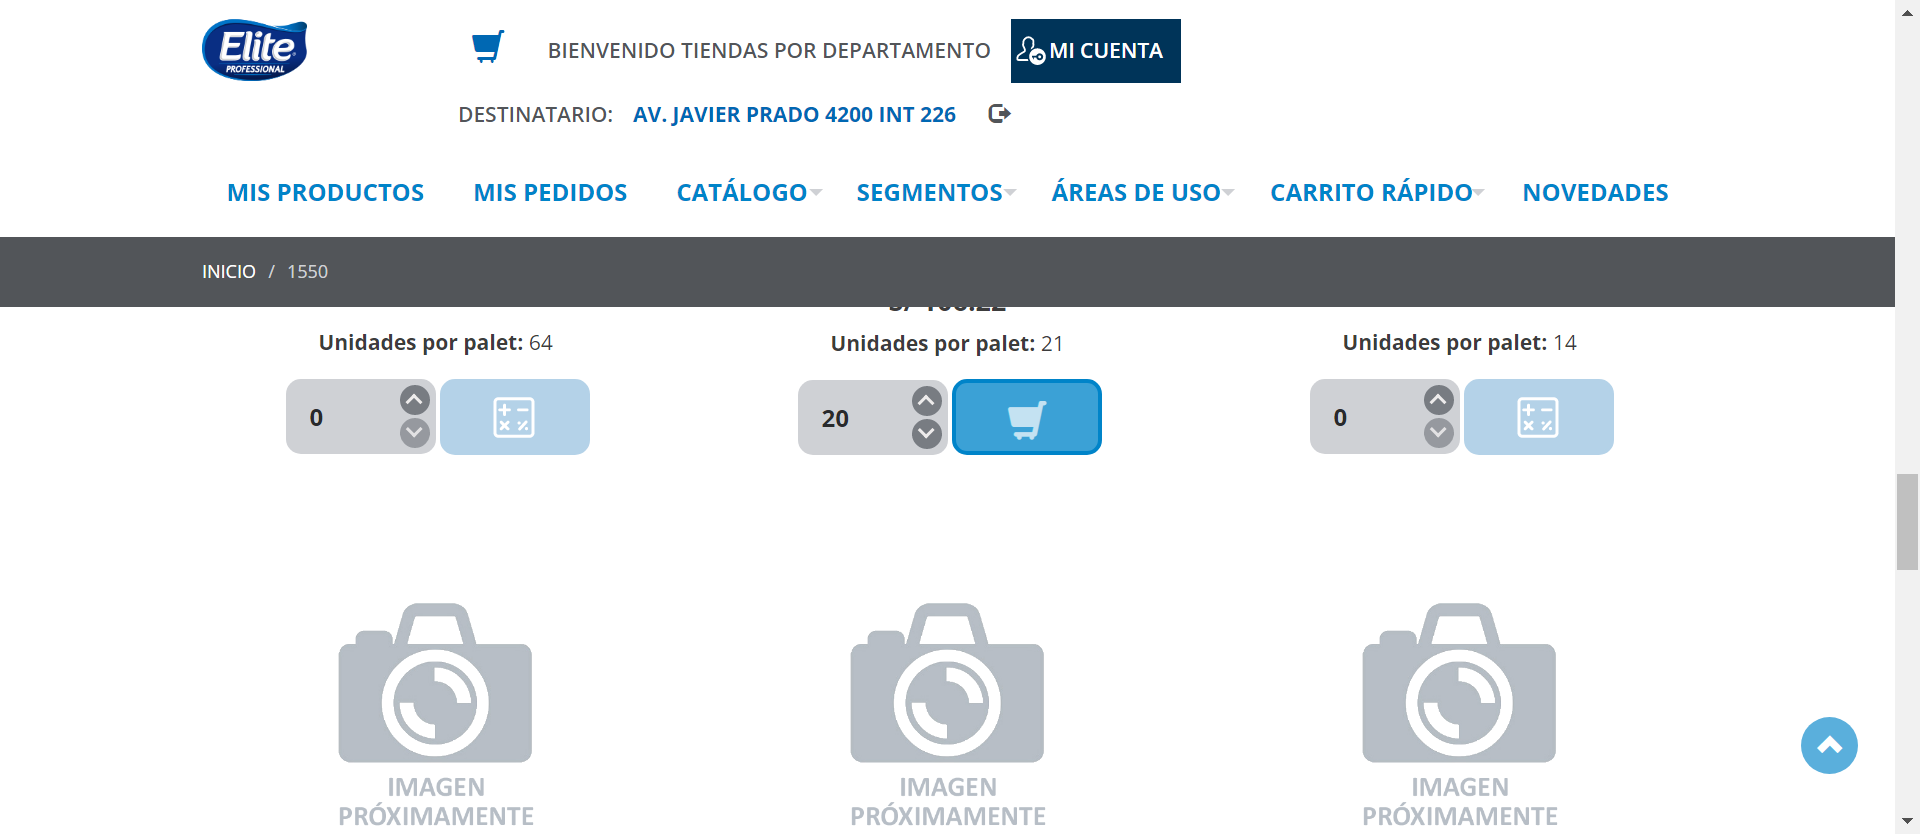 Elite
PROFESSIONAL
BIENVENIDO TIENDAS POR DEPARTAMENTO
MI CUENTA
DESTINATARIO: AV. JAVIER PRADO 4200 INT 226
MIS PRODUCTOS MIS PEDIDOS CATÁLOGO SEGMENTOS ÁREAS DE USO CARRITO RÁPIDO NOVEDADES
INICIO / 1550
Unidades por palet: 64
Unidades por palet: 21
Unidades por palet: 14
0
20
0
IMAGEN
PRÓXIMAMENTE
IMAGEN
PRÓXIMAMENTE
IMAGEN
PRÓXIMAMENTE